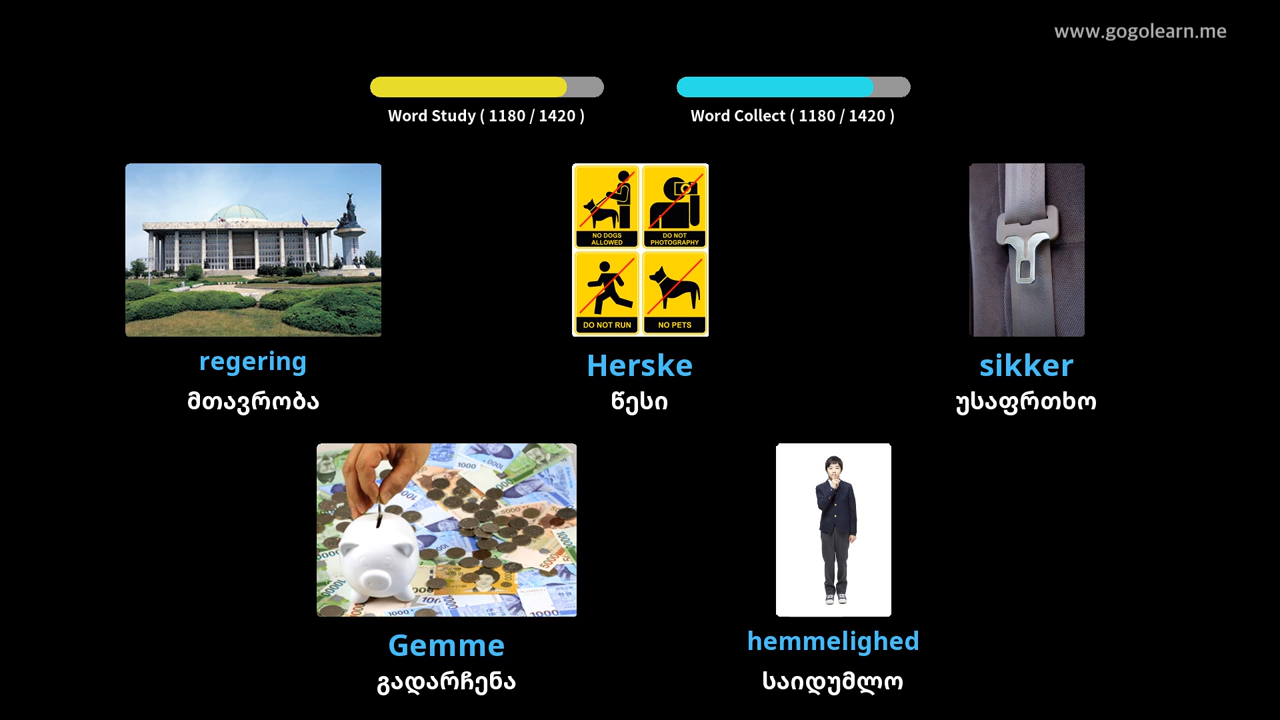 www.gogolearn.me
Word Study ( 1180 / 1420 )
Word Collect ( 1180 / 1420 )
NO DOGS
ALLOWED
DO NOT
PHOTOGRAPHY
DO NOT RUN
NO PETS
regering
მთავრობა
Herske
წესი
sikker
უსაფრთხო
Gemme
გადარჩენა
hemmelighed
საიდუმლო